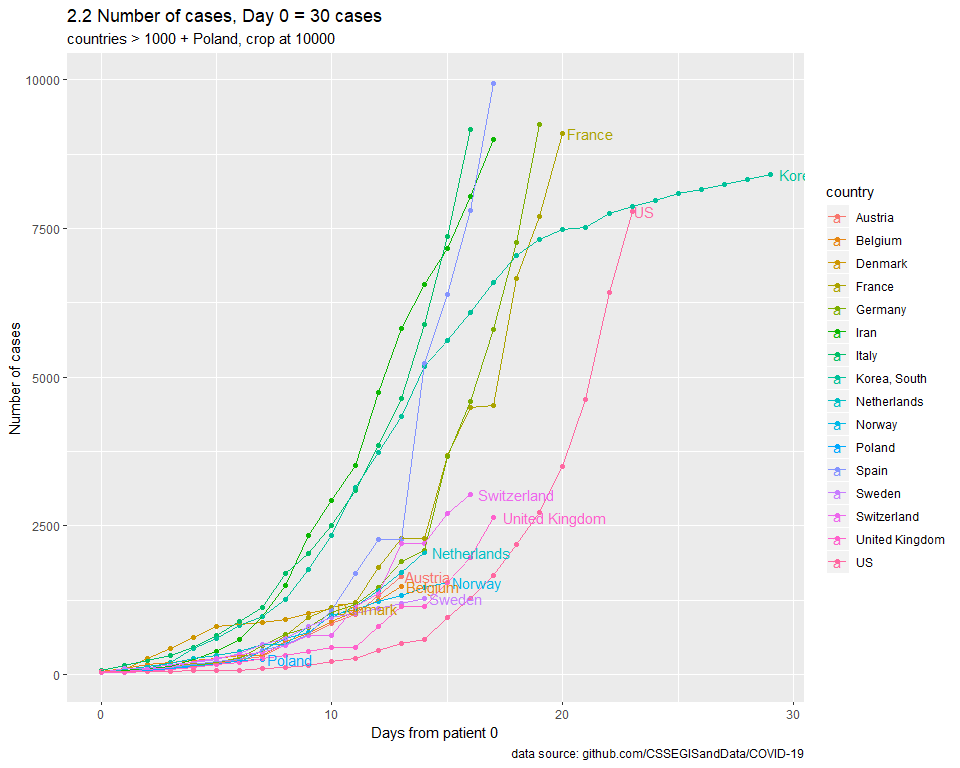 2.2 Number of cases, Day 0 = 30 cases
countries > 1000 + Poland, crop at 10000
10000
7500
5000
2500
0
Number of cases
France
Kore
US
Switzerland
United Kingdom
Netherlands
Austria
Belgium
Norway
Sweden
Denmark
Poland
0
10
20
30
Days from patient 0
data source: github.com/CSSEGISandData/COVID-19
country
a Austria
a Belgium
a Denmark
a France
a Germany
a Iran
a Italy
a Korea, South
a Netherlands
a Norway
a Poland
a Spain
a Sweden
a Switzerland
a United Kingdom
a US